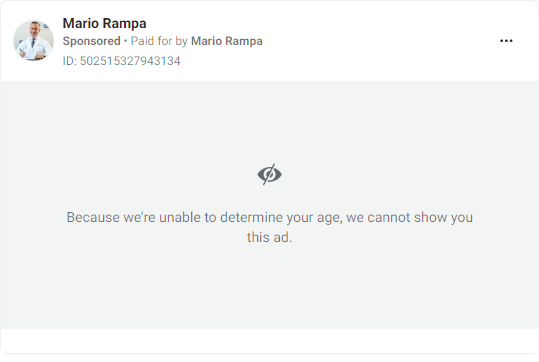 Mario Rampa
Sponsored • Paid for by Mario Rampa
ID: 502515327943134
Because we're unable to determine your age, we cannot show you
this ad.